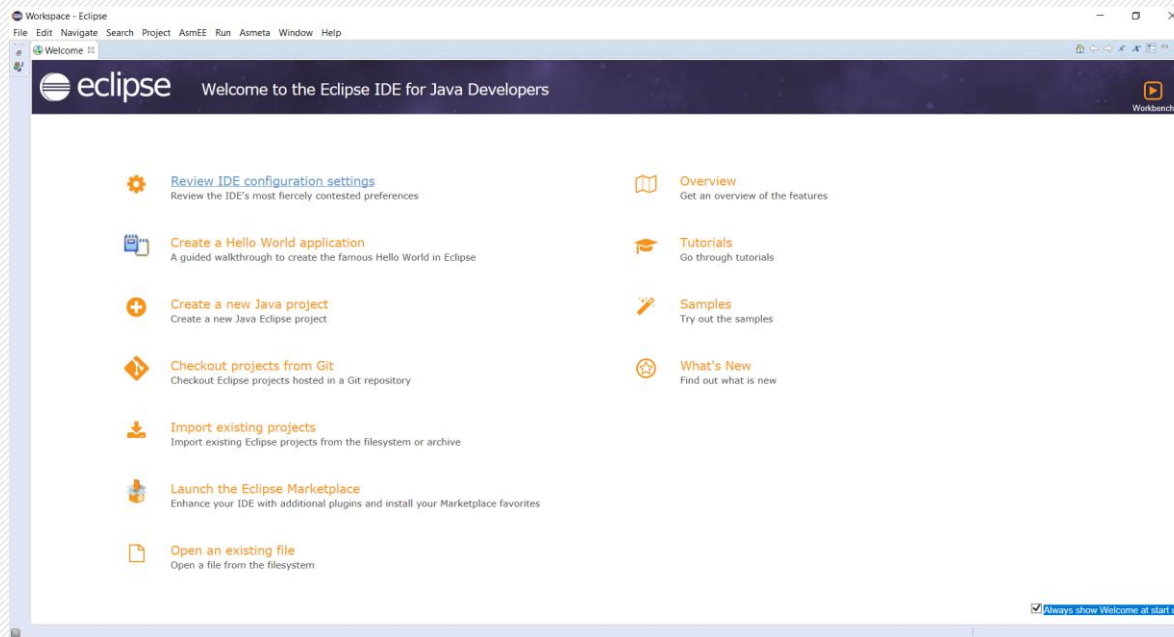 Workspace - Eclipse
File Edit Navigate Search Project AsmEE Run Asmeta Window Help
Welcome
eclipse Welcome to the Eclipse IDE for Java Developers
Workbench
Review IDE configuration settings
Review the IDE's most fiercely contested preferences
Create a Hello World application
A guided walkthrough to create the famous Hello World in Eclipse
Create a new Java project
Create a new Java Eclipse project
Checkout projects from Git
Checkout Eclipse projects hosted in a Git repository
Import existing projects
Import existing Eclipse projects from the filesystem or archive
Launch the Eclipse Marketplace
Enhance your IDE with additional plugins and install your Marketplace favorites
Open an existing file
Open a file from the filesystem
Overview
Get an overview of the features
Tutorials
Go through tutorials
Samples
Try out the samples
What's New
Find out what is new
Always show Welcome at start u